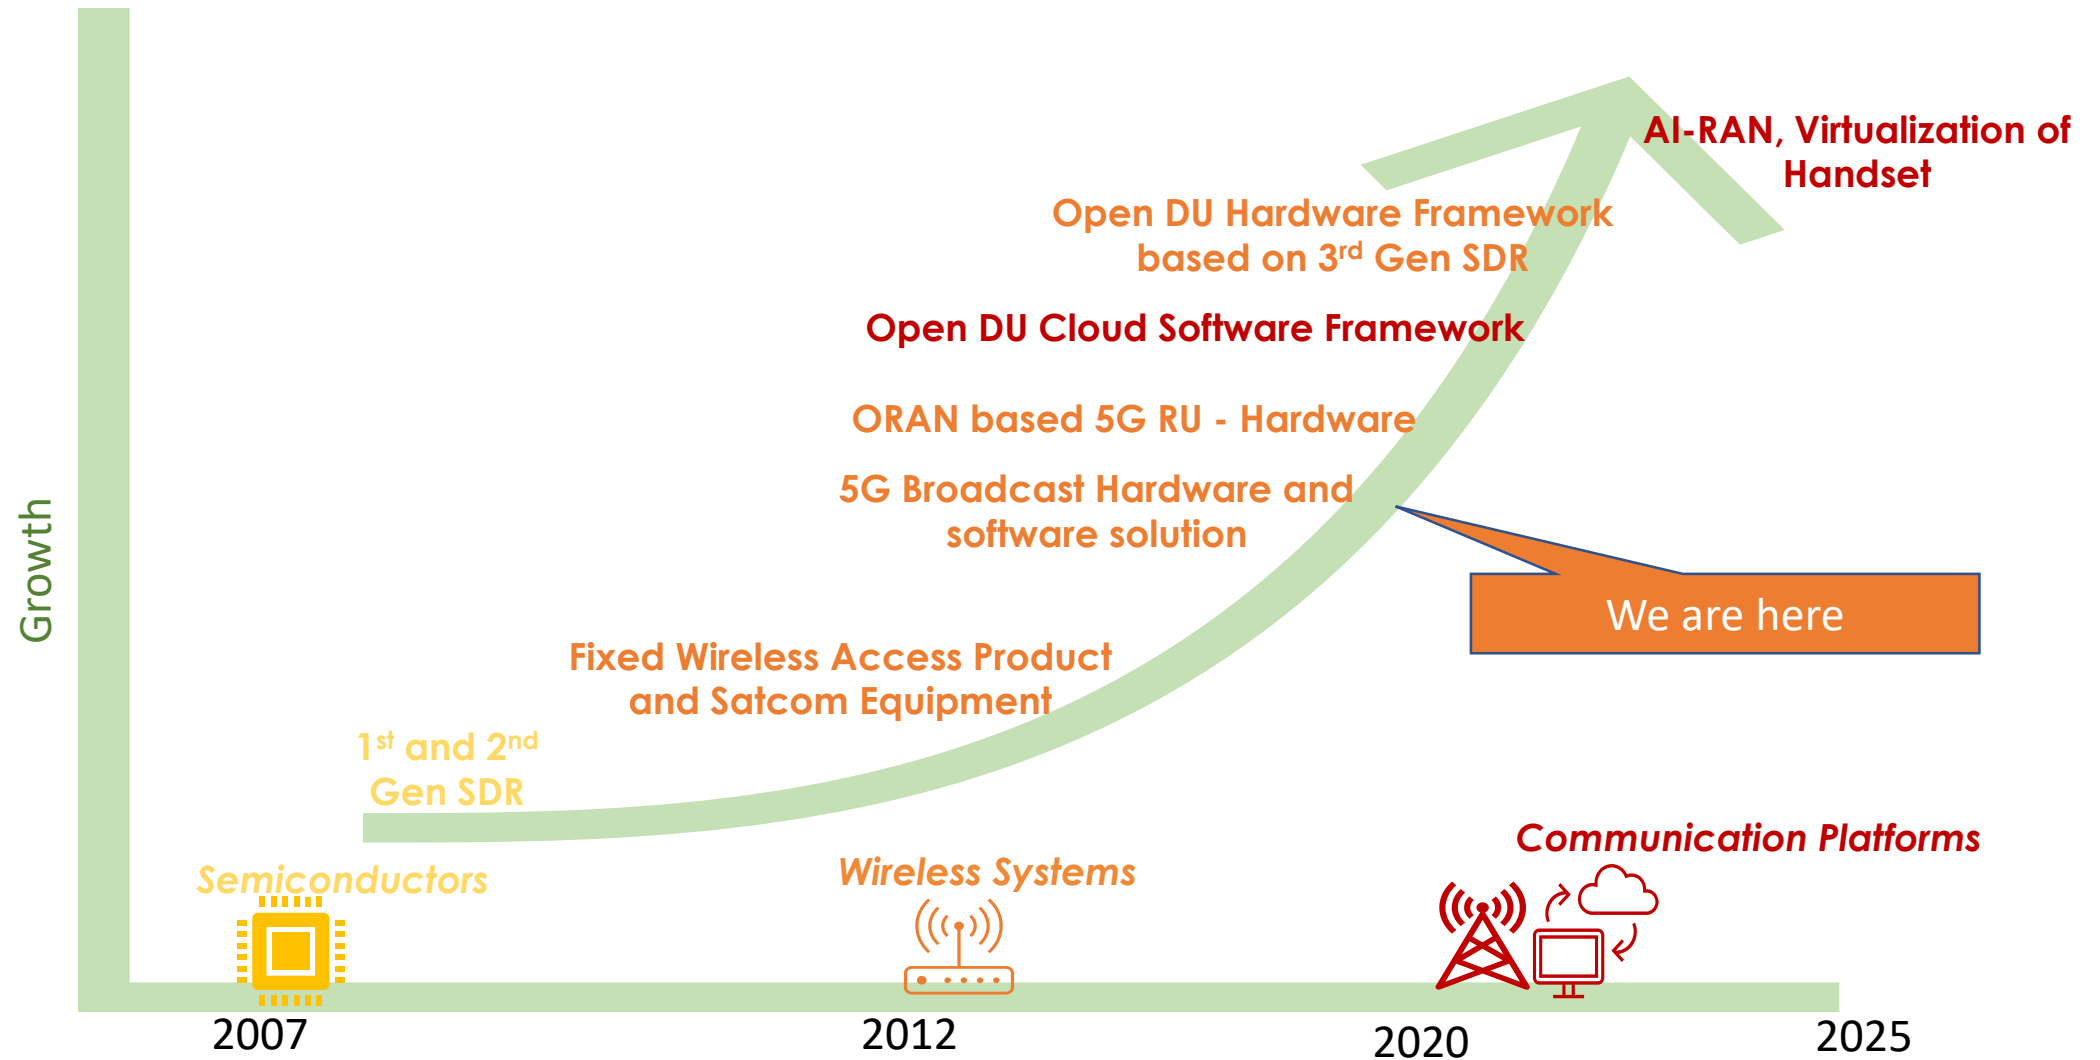 AI-RAN, Virtualization of
Handset
Open DU Hardware Framework
based on 3rd Gen SDR
Open DU Cloud Software Framework
ORAN based 5G RU - Hardware
5G Broadcast Hardware and
software solution
Growth
We are here
Fixed Wireless Access Product
and Satcom Equipment
1st and 2nd
Gen SDR
Communication Platforms
Wireless Systems
Semiconductors
2007
2012
2020
2025